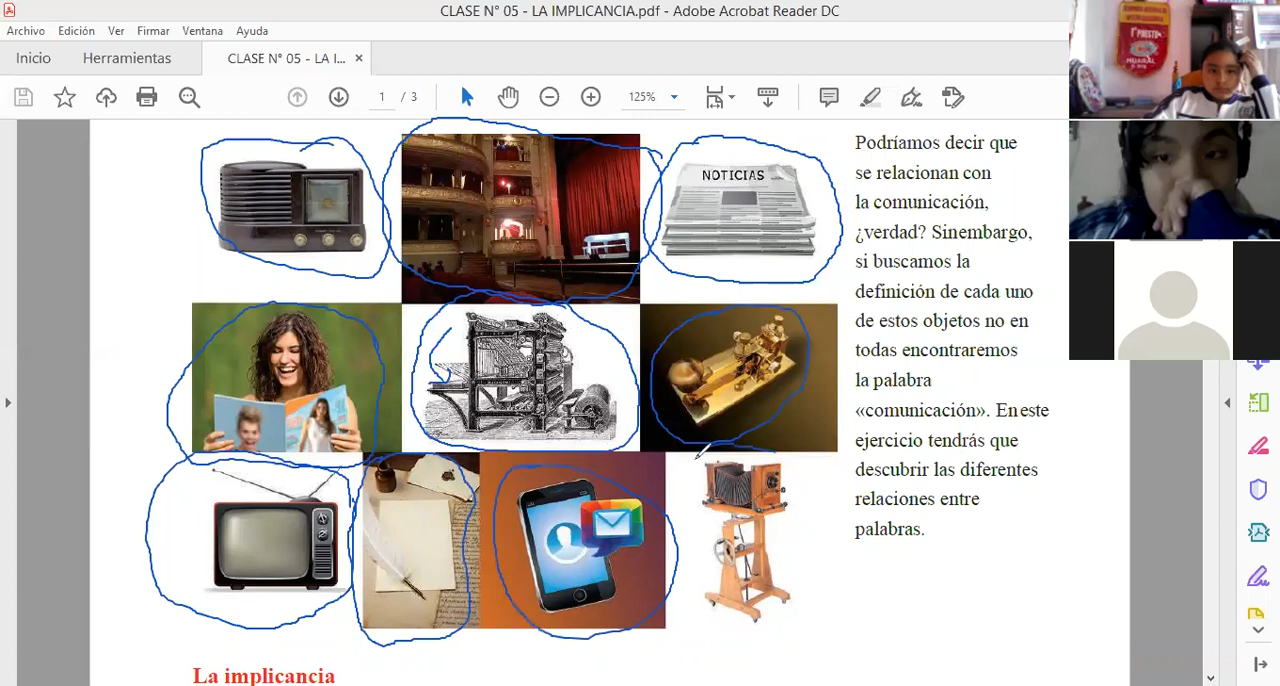 CLASE N° 05 - LA IMPLICANCIA.pdf - Adobe Acrobat Reader DC
Archivo Edición Ver Firmar Ventana Ayuda
Inicio Herramientas CLASE N° 05 - LA I... ×
1 / 3 125%
NOTICIAS
Podríamos decir que
se relacionan con
la comunicación,
¿verdad? Sinembargo,
si buscamos la
definición de cada uno
de estos objetos no en
todas encontraremos
la palabra
«comunicación». En este
ejercicio tendrás que
descubrir las diferentes
relaciones entre
palabras.
La implicancia
1° PUESTO
HUARAL